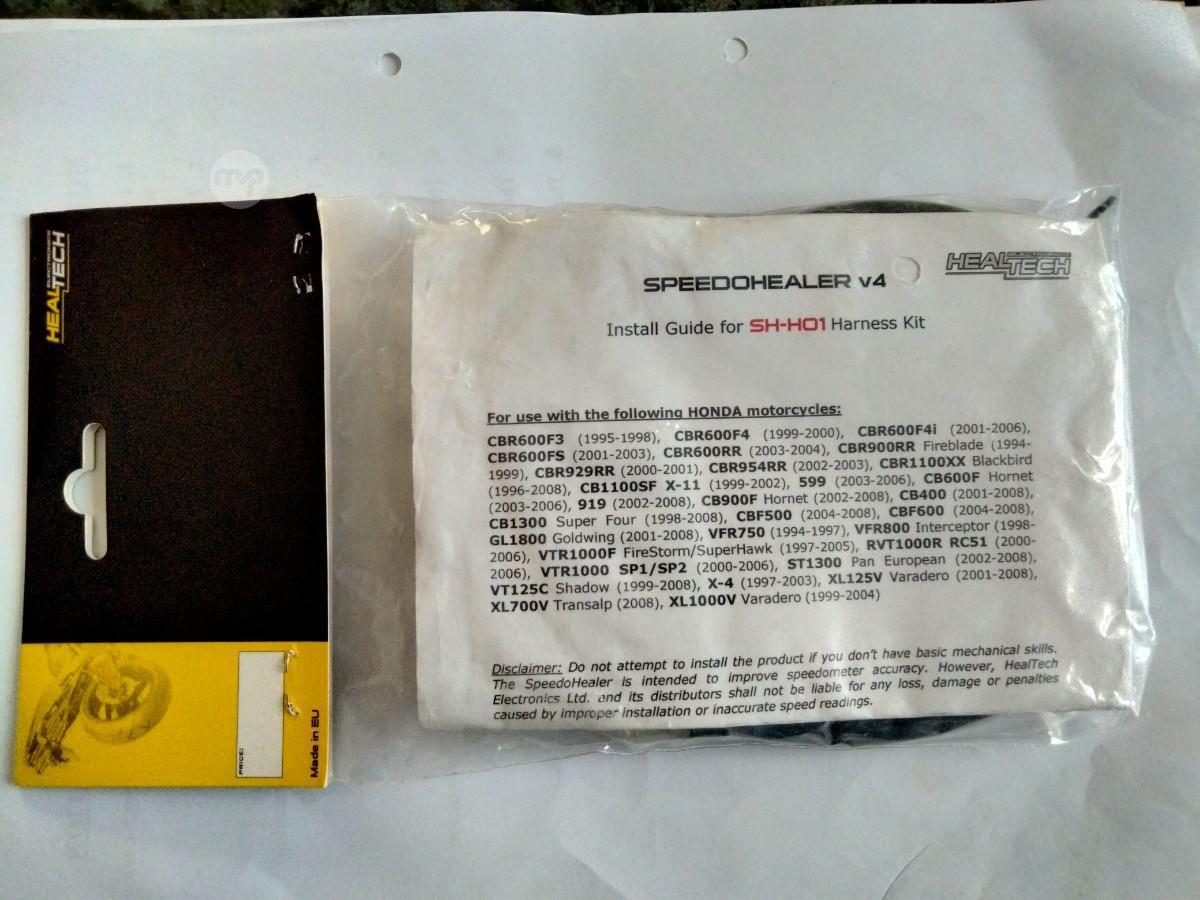 mp
HEALTECH
ELECTRONICS
PRICE:
Made in EU
SPEEDOHEALER v4
HEALTECH
ELECTRONICS
Install Guide for SH-H01 Harness Kit
For use with the following HONDA motorcycles:
CBR600F3 (1995-1998), CBR600F4 (1999-2000), CBR600F4i (2001-2006),
CBR600FS (2001-2003), CBR600RR (2003-2004), CBR900RR Fireblade (1994-
1999), CBR929RR (2000-2001), CBR954RR (2002-2003), CBR1100XX Blackbird
(1996-2008), CB1100SF X-11 (1999-2002), 599 (2003-2006), CB600F Hornet
(2003-2006), 919 (2002-2008), CB900F Hornet (2002-2008), CB400 (2001-2008),
CB1300 Super Four (1998-2008), CBF500 (2004-2008), CBF600 (2004-2008),
GL1800 Goldwing (2001-2008), VFR750 (1994-1997), VFR800 Interceptor (1998-
2006), VTR1000F FireStorm/SuperHawk (1997-2005), RVT1000R RC51 (2000-
2006), VTR1000 SP1/SP2 (2000-2006), ST1300 Pan European (2002-2008),
VT125C Shadow (1999-2008), X-4 (1997-2003), XL125V Varadero (2001-2008),
XL700V Transalp (2008), XL1000V Varadero (1999-2004)
Disclaimer: Do not attempt to install the product if you don't have basic mechanical skills.
The SpeedoHealer is intended to improve speedometer accuracy. However, HealTech
Electronics Ltd. and its distributors shall not be liable for any loss, damage or penalties
caused by improper installation or inaccurate speed readings.